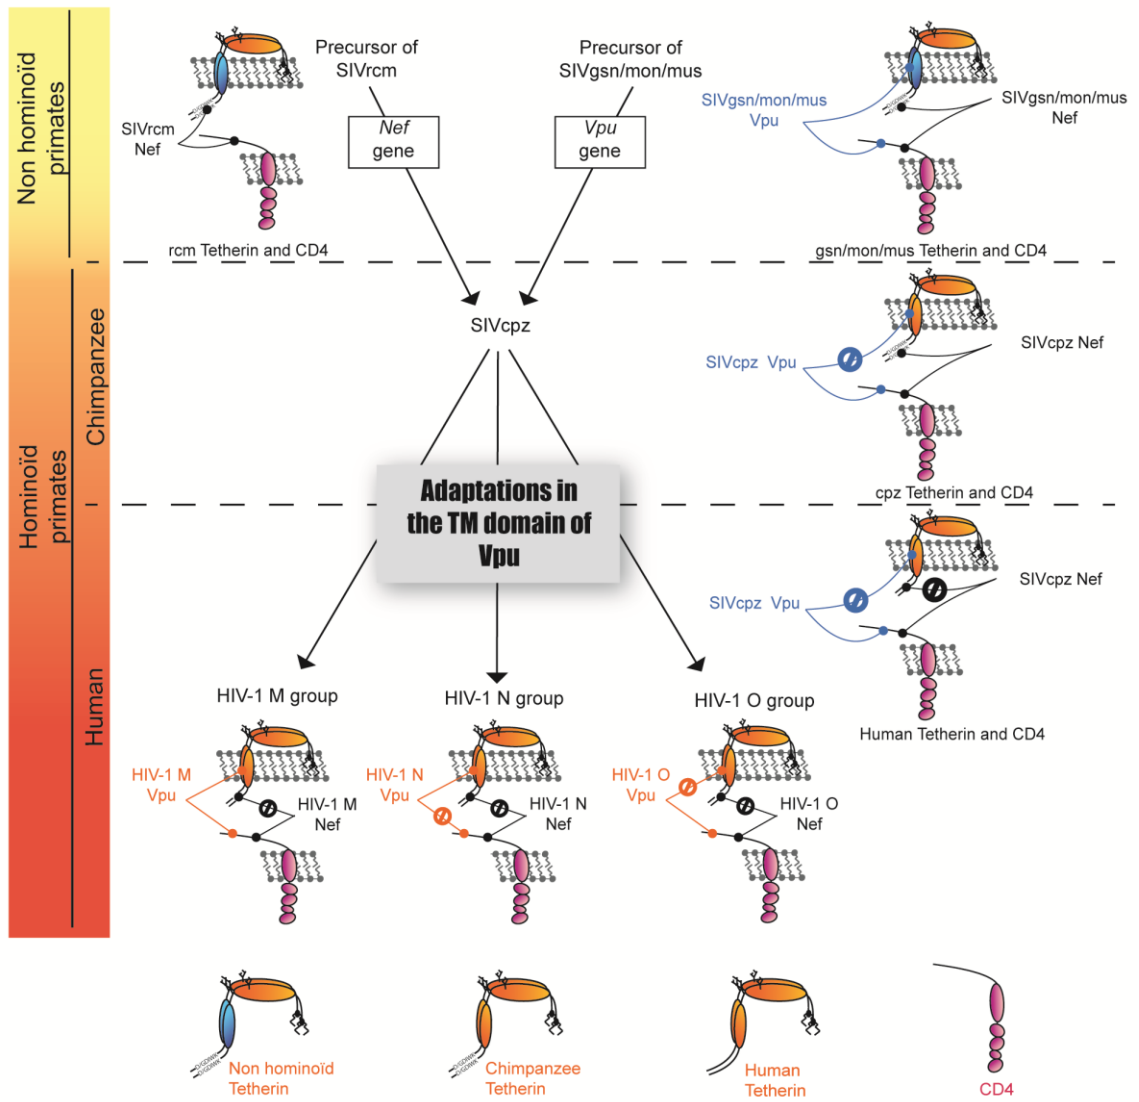 Non hominoïd
primates
Hominoïd
primates
Chimpanzee
Human
Precursor of
SIVrcm
Precursor of
SIVgsn/mon/mus
Nef
gene
Vpu
gene
SIVrcm
Nef
rcm Tetherin and CD4
SIVgsn/mon/mus
Vpu
SIVgsn/mon/mus
Nef
gsn/mon/mus Tetherin and CD4
SIVcpz
SIVcpz Vpu
SIVcpz Nef
cpz Tetherin and CD4
Adaptations in
the TM domain of
Vpu
SIVcpz Vpu
SIVcpz Nef
Human Tetherin and CD4
HIV-1 M group
HIV-1 N group
HIV-1 O group
HIV-1 M
Vpu
HIV-1 M
Nef
HIV-1 N
Vpu
HIV-1 N
Nef
HIV-1 O
Vpu
HIV-1 O
Nef
Non hominoïd
Tetherin
Chimpanzee
Tetherin
Human
Tetherin
CD4